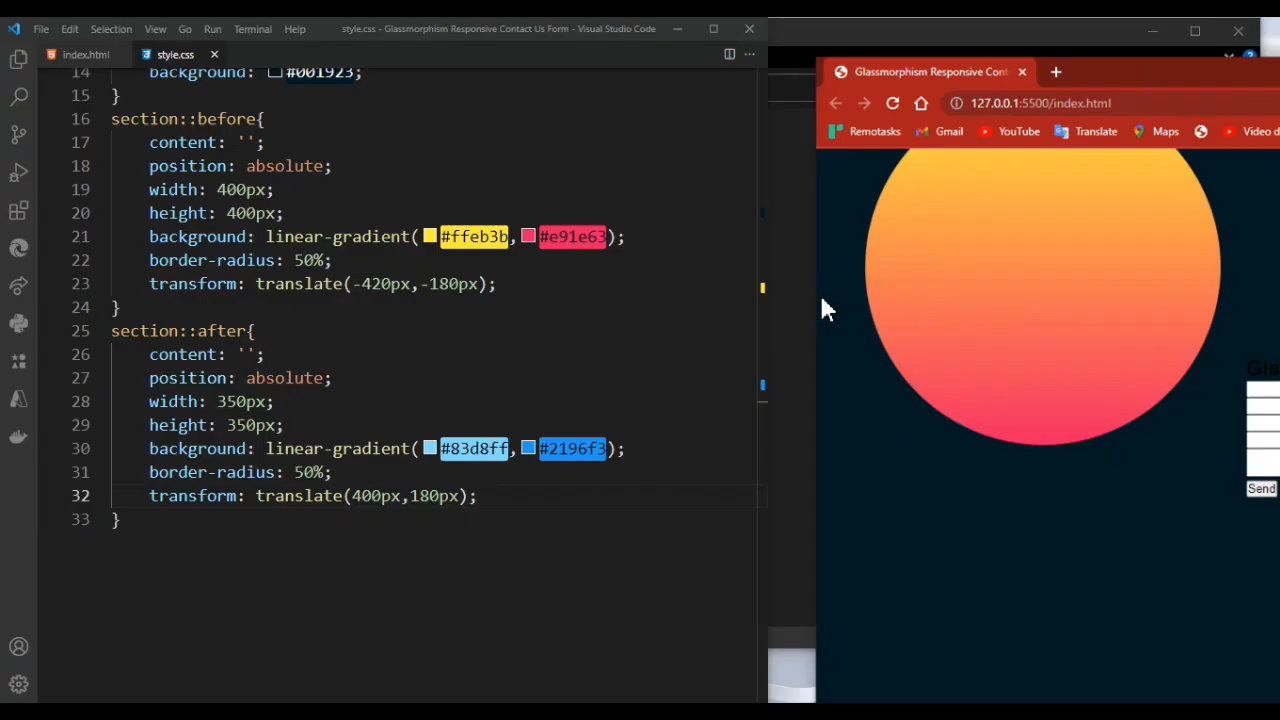 File Edit Selection View Go Run Terminal Help style.css - Glassmorphism Responsive Contact Us Form - Visual Studio Code
index.html style.css
14 background: #001923;
15 }
16 section::before{
17 content: '';
18 position: absolute;
19 width: 400px;
20 height: 400px;
21 background: linear-gradient(#ffeb3b,#e91e63);
22 border-radius: 50%;
23 transform: translate(-420px,-180px);
24 }
25 section::after{
26 content: '';
27 position: absolute;
28 width: 350px;
29 height: 350px;
30 background: linear-gradient(#83d8ff,#2196f3);
31 border-radius: 50%;
32 transform: translate(400px,180px);
33 }
Glassmorphism Responsive Cont
127.0.0.1:5500/index.html
Remotasks Gmail YouTube Translate Maps Video d
Send